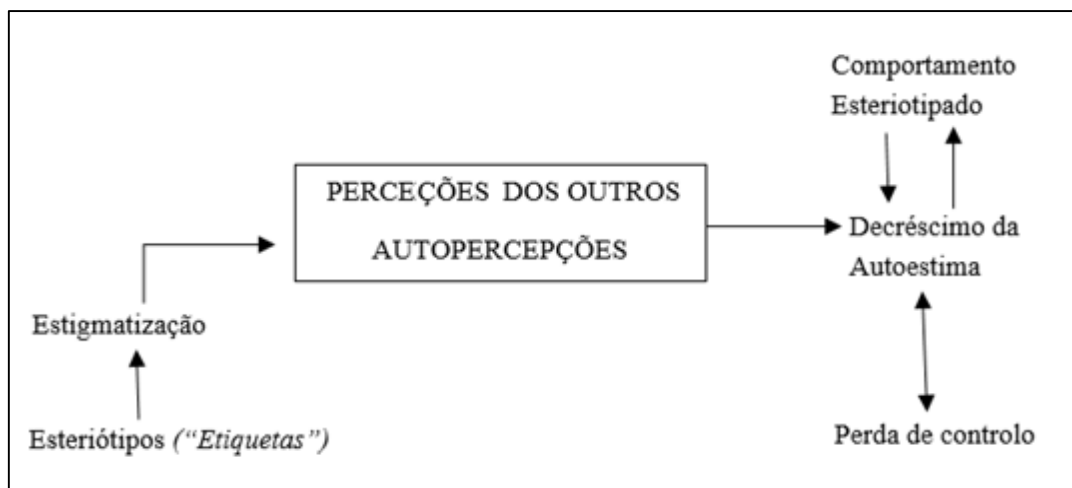 Comportamento
Esteriotipado
PERCEÇÕES DOS OUTROS
AUTOPERCEPÇÕES
Decréscimo da
Autoestima
Estigmatização
Esteriótipos (“Etiquetas”)
Perda de controlo